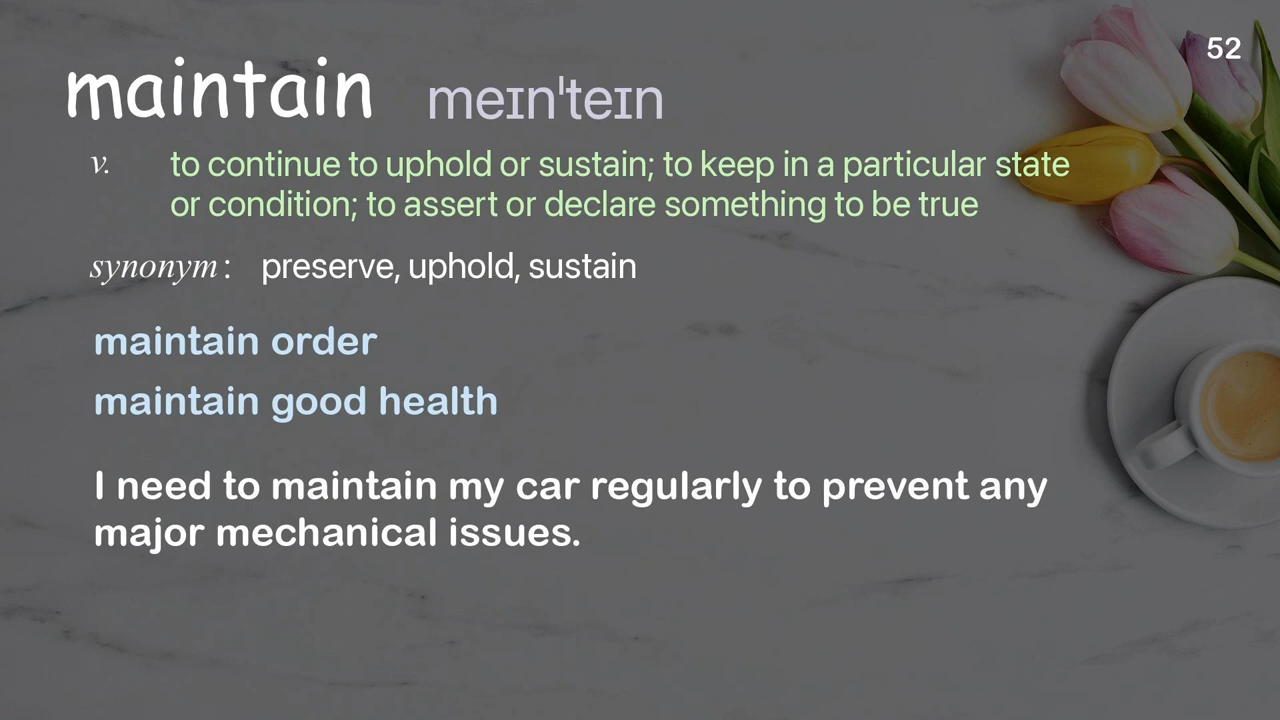 52
maintain meɪnˈteɪn
v. to continue to uphold or sustain; to keep in a particular state
or condition; to assert or declare something to be true
synonym: preserve, uphold, sustain
maintain order
maintain good health
I need to maintain my car regularly to prevent any
major mechanical issues.